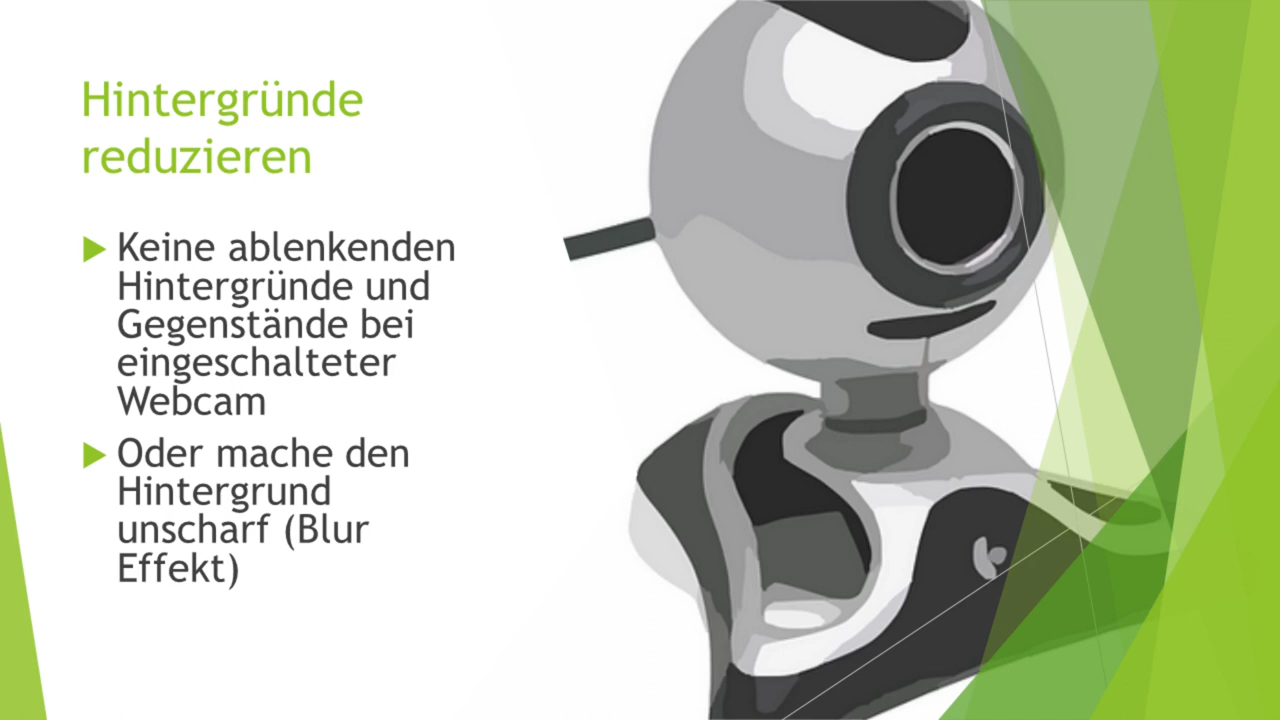 Hintergründe
reduzieren
Keine ablenkenden
Hintergründe und
Gegenstände bei
eingeschalteter
Webcam
Oder mache den
Hintergrund
unscharf (Blur
Effekt)